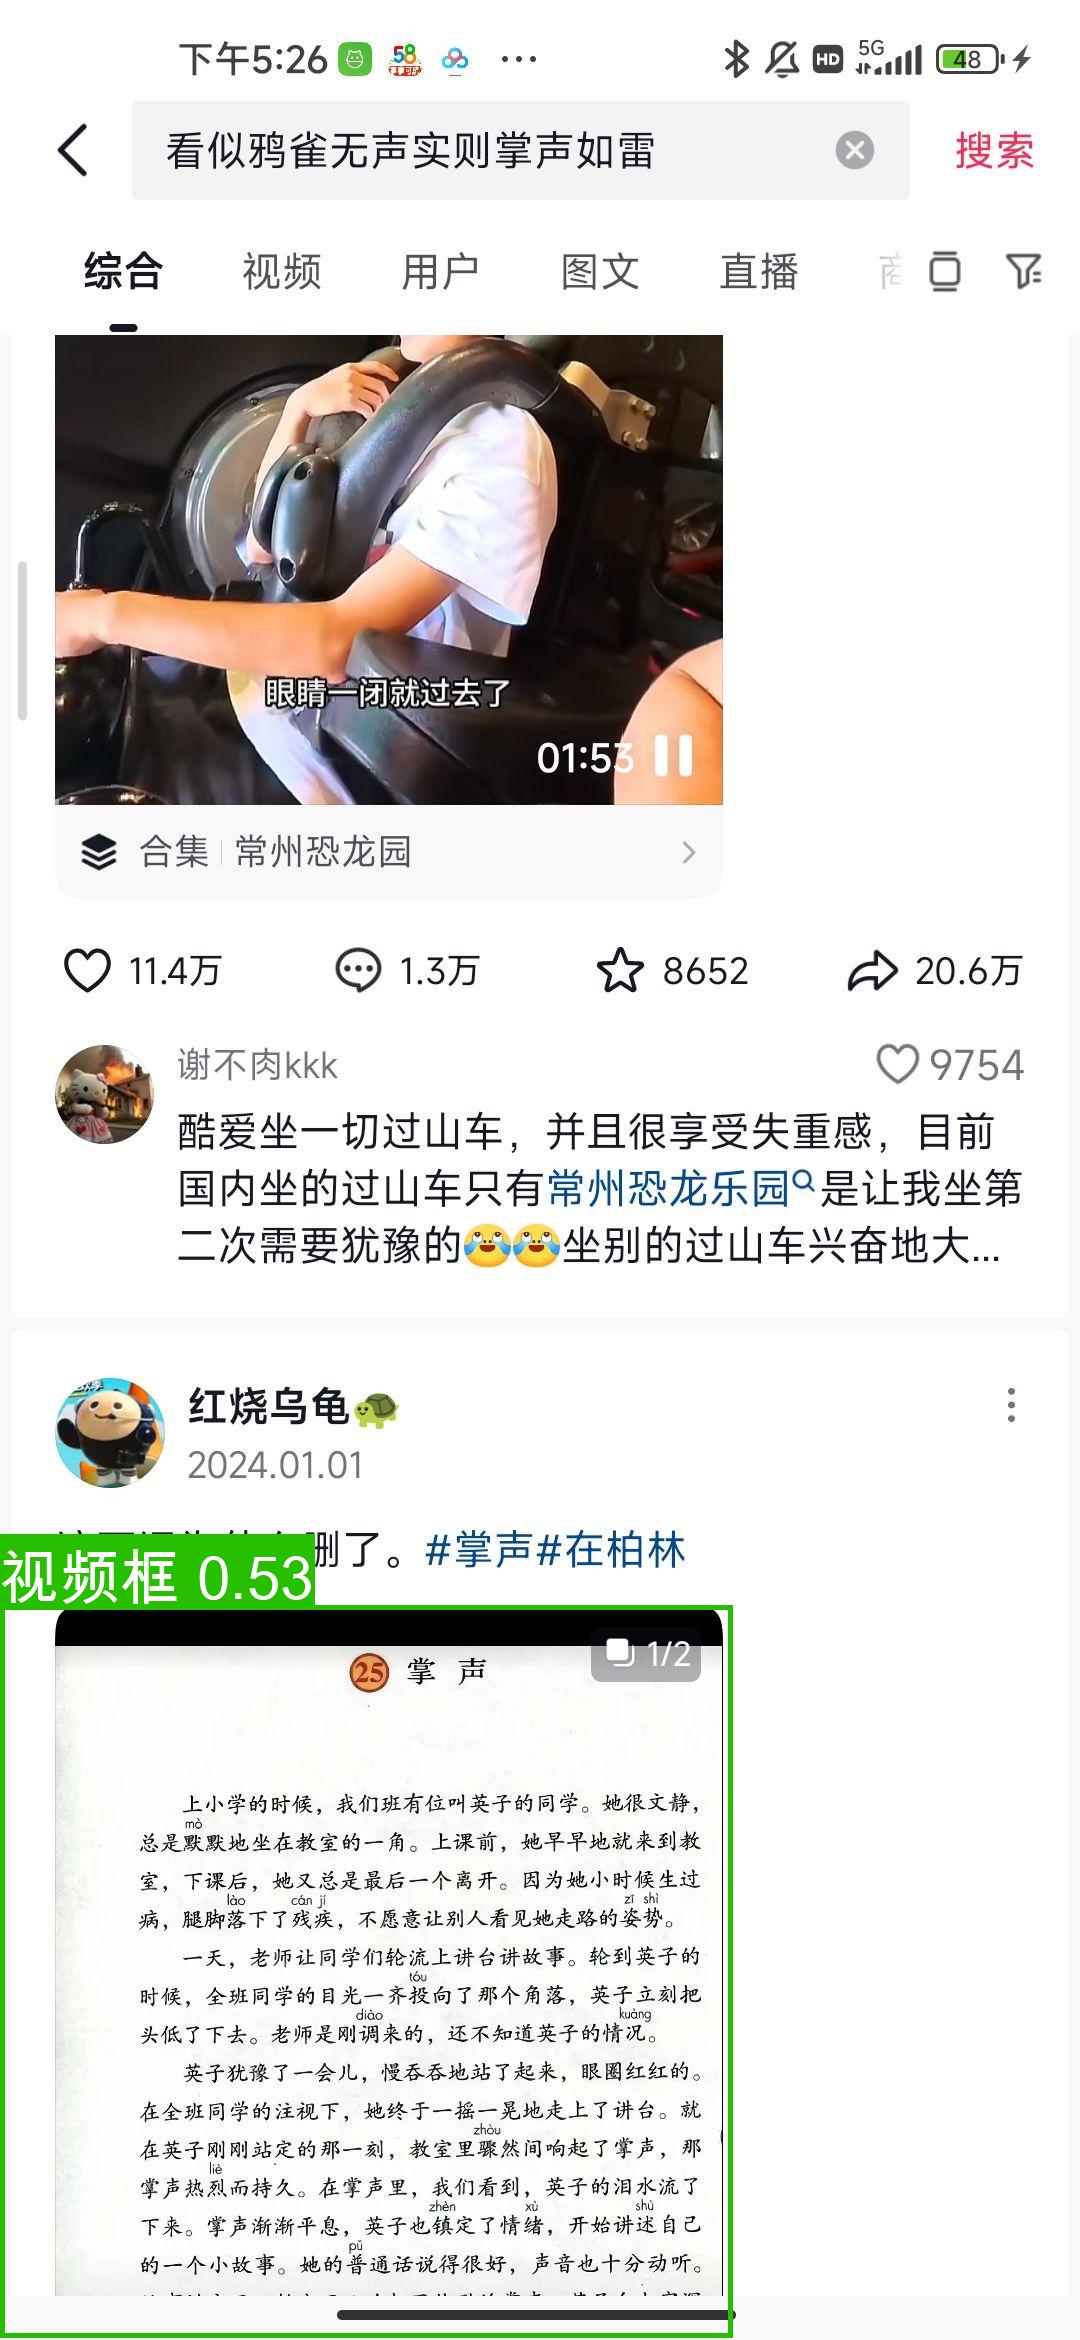 下午5:26 58 ... HD 5G 48
看似鸦雀无声实则掌声如雷 搜索
综合 视频 用户 图文 直播
眼睛一闭就过去了
01:53
合集 常州恐龙园
11.4万 1.3万 8652 20.6万
谢不肉kkk 9754
酷爱坐一切过山车，并且很享受失重感，目前
国内坐的过山车只有常州恐龙乐园是让我坐第
二次需要犹豫的😂😂坐别的过山车兴奋地大...
红烧乌龟🐢
2024.01.01
删了。#掌声#在柏林
视频框 0.53
1/2
25 掌 声
上小学的时候，我们班有位叫英子的同学。她很文静，
mò
总是默默地坐在教室的一角。上课前，她早早地就来到教
室，下课后，她又总是最后一个离开。因为她小时候生过
lào cán jí zī shì
病，腿脚落下了残疾，不愿意让别人看见她走路的姿势。
一天，老师让同学们轮流上讲台讲故事。轮到英子的
tóu
时候，全班同学的目光一齐投向了那个角落，英子立刻把
diào kuàng
头低了下去。老师是刚调来的，还不知道英子的情况。
英子犹豫了一会儿，慢吞吞地站了起来，眼圈红红的。
在全班同学的注视下，她终于一摇一晃地走上了讲台。就
zhòu
在英子刚刚站定的那一刻，教室里骤然间响起了掌声，那
liè
掌声热烈而持久。在掌声里，我们看到，英子的泪水流了
zhèn xù shù
下来。掌声渐渐平息，英子也镇定了情绪，开始讲述自己
pǔ
的一个小故事。她的普通话说得很好，声音也十分动听。